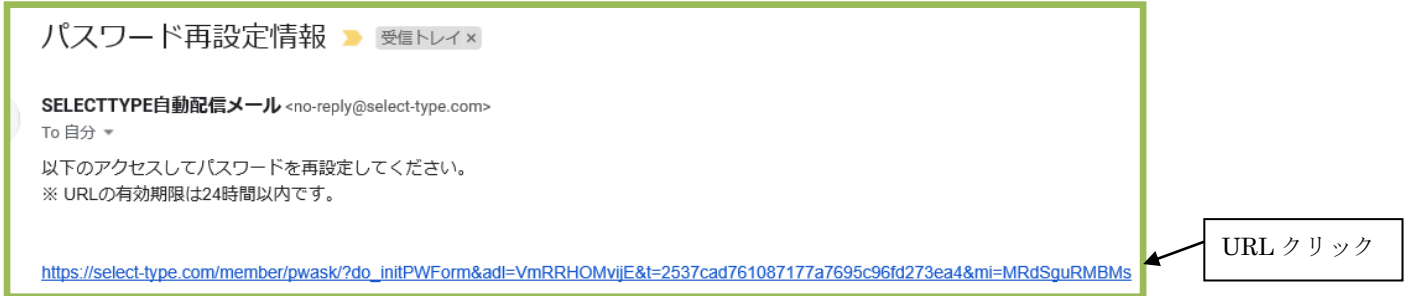 パスワード再設定情報 受信トレイ ×
SELECTTYPE自動配信メール <no-reply@select-type.com>
To 自分
以下のアクセスしてパスワードを再設定してください。
※ URLの有効期限は24時間以内です。
URL クリック
https://select-type.com/member/pwask/?do_initPWForm&adl=VmRRHOMvijE&t=2537cad761087177a7695c96fd273ea4&mi=MRdSguRMBMs